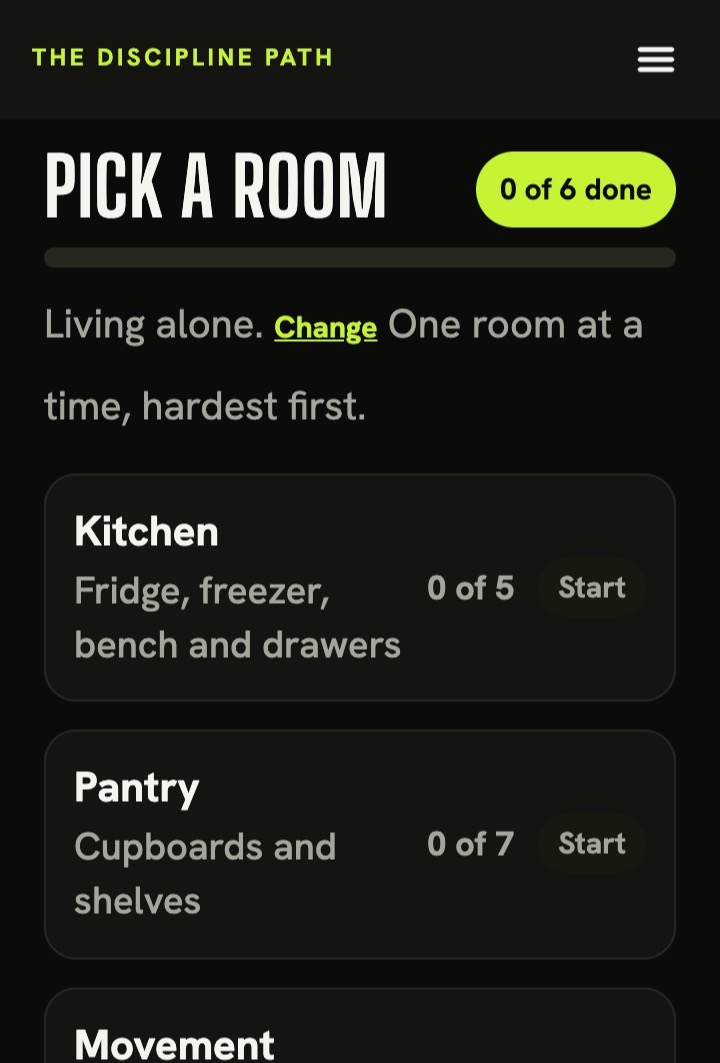 THE DISCIPLINE PATH
PICK A ROOM
0 of 6 done
Living alone. Change One room at a
time, hardest first.
Kitchen
Fridge, freezer,
bench and drawers
0 of 5
Start
Pantry
Cupboards and
shelves
0 of 7
Start
Movement